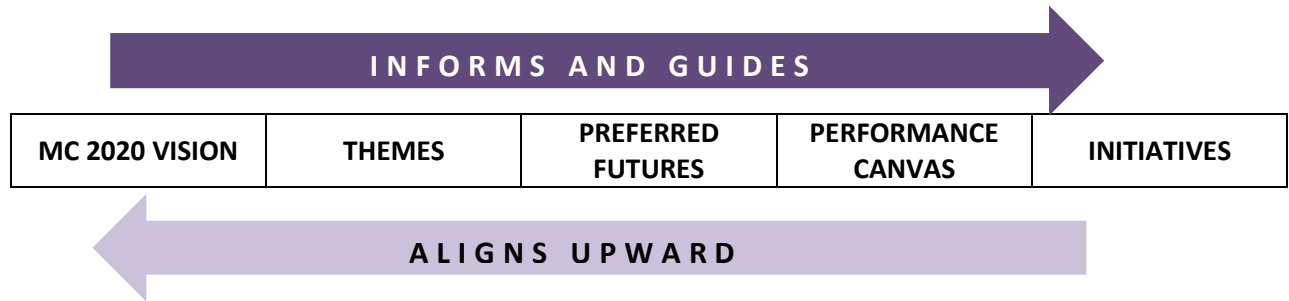 INFORMS AND GUIDES
MC 2020 VISION
THEMES
PREFERRED
FUTURES
PERFORMANCE
CANVAS
INITIATIVES
ALIGNS UPWARD